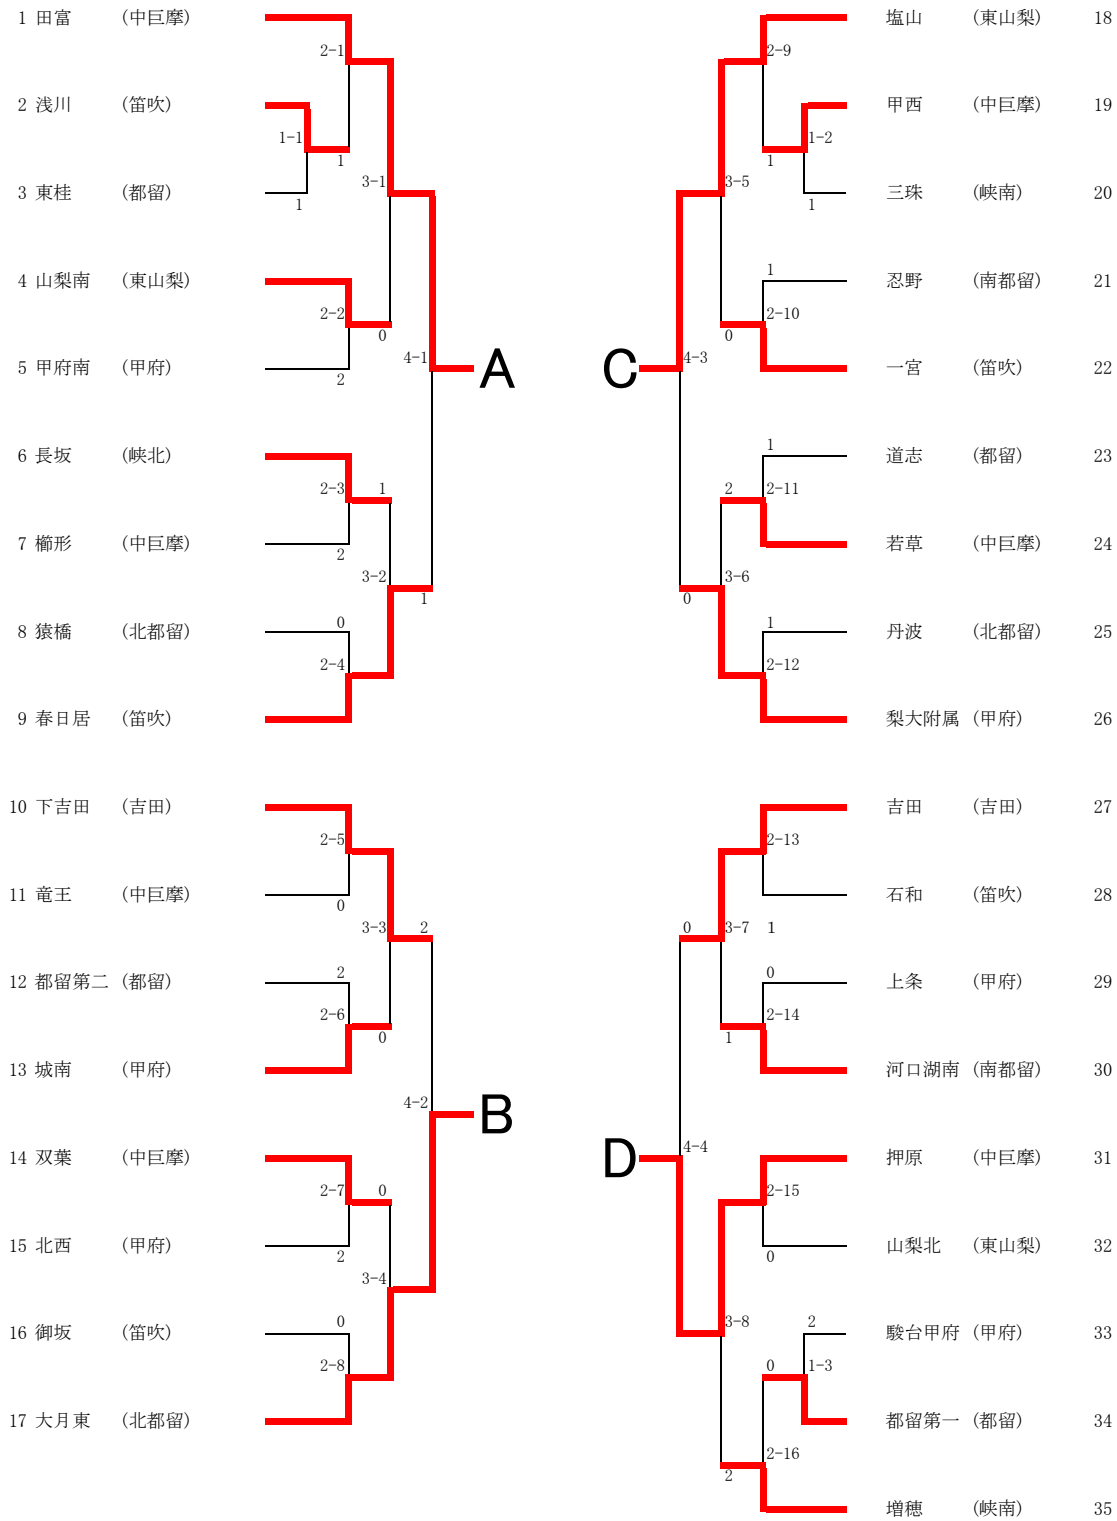 1 田富 (中巨摩)
2-1
2 浅川 (笛吹)
1-1
1
3 東桂 (都留)
1
3-1
4 山梨南 (東山梨)
2-2
0
5 甲府南 (甲府)
2
4-1
A
6 長坂 (峡北)
2-3
1
7 櫛形 (中巨摩)
2
3-2
1
8 猿橋 (北都留)
0
2-4
9 春日居 (笛吹)
10 下吉田 (吉田)
2-5
11 竜王 (中巨摩)
0
3-3
2
12 都留第二 (都留)
2
2-6
0
13 城南 (甲府)
4-2
B
14 双葉 (中巨摩)
2-7
0
15 北西 (甲府)
2
3-4
16 御坂 (笛吹)
0
2-8
17 大月東 (北都留)
塩山 (東山梨) 18
2-9
甲西 (中巨摩) 19
1-2
1
三珠 (峡南) 20
1
3-5
忍野 (南都留) 21
1
2-10
0
一宮 (笛吹) 22
C
4-3
道志 (都留) 23
1
2
2-11
若草 (中巨摩) 24
3-6
0
丹波 (北都留) 25
1
2-12
梨大附属 (甲府) 26
吉田 (吉田) 27
2-13
石和 (笛吹) 28
0
3-7
1
上条 (甲府) 29
0
2-14
1
河口湖南 (南都留) 30
D
4-4
押原 (中巨摩) 31
2-15
山梨北 (東山梨) 32
0
3-8
駿台甲府 (甲府) 33
2
0
1-3
都留第一 (都留) 34
2-16
2
増穂 (峡南) 35